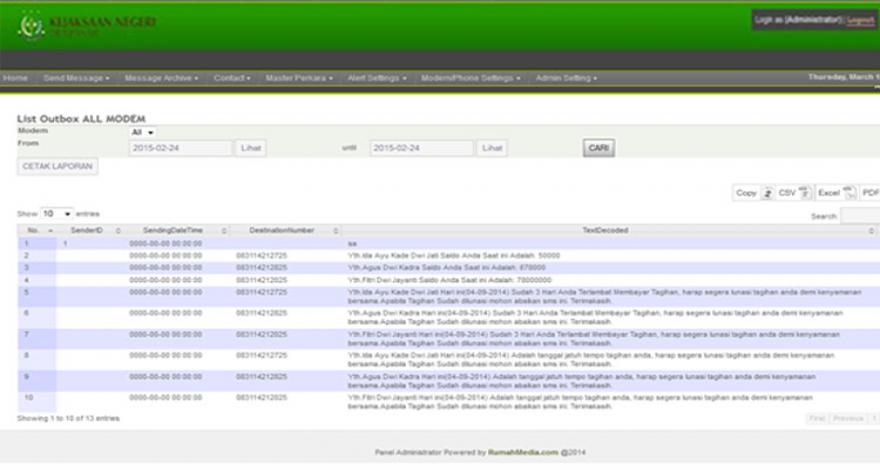 KEJAKSAAN NEGERI
DENPASAR
Login as (Administrator) | Logout
Home Send Message Message Archive Contact Master Perkara Alert Settings Modem/Phone Settings Admin Setting Thursday, March 1
List Outbox ALL MODEM
Modem All
From 2015-02-24 Lihat until 2015-02-24 Lihat CARI
CETAK LAPORAN
Copy CSV Excel PDF
Show 10 entries Search:
No. SenderID SendingDateTime DestinationNumber TextDecoded
1 1 0000-00-00 00:00:00 sa
2 0000-00-00 00:00:00 083114212725 Yth.Ida Ayu Kade Dwi Jati Saldo Anda Saat ini Adalah: 50000
3 0000-00-00 00:00:00 083114212825 Yth.Agus Dwi Kadra Saldo Anda Saat ini Adalah: 678000
4 0000-00-00 00:00:00 083114212025 Yth.Fitri Dwi Jayanti Saldo Anda Saat ini Adalah: 78000000
5 0000-00-00 00:00:00 083114212725 Yth.Ida Ayu Kade Dwi Jati Hari ini(04-09-2014) Sudah 3 Hari Anda Terlambat Membayar Tagihan, harap segera lunasi tagihan anda demi kenyamanan
bersama.Apabila Tagihan Sudah dilunasi mohon abaikan sms ini. Terimakasih.
6 0000-00-00 00:00:00 083114212825 Yth.Agus Dwi Kadra Hari ini(04-09-2014) Sudah 3 Hari Anda Terlambat Membayar Tagihan, harap segera lunasi tagihan anda demi kenyamanan
bersama.Apabila Tagihan Sudah dilunasi mohon abaikan sms ini. Terimakasih.
7 0000-00-00 00:00:00 083114212025 Yth.Fitri Dwi Jayanti Hari ini(04-09-2014) Sudah 3 Hari Anda Terlambat Membayar Tagihan, harap segera lunasi tagihan anda demi kenyamanan
bersama.Apabila Tagihan Sudah dilunasi mohon abaikan sms ini. Terimakasih.
8 0000-00-00 00:00:00 083114212725 Yth.Ida Ayu Kade Dwi Jati Hari ini(04-09-2014) Adalah tanggal jatuh tempo tagihan anda, harap segera lunasi tagihan anda demi kenyamanan
bersama.Apabila Tagihan Sudah dilunasi mohon abaikan sms ini. Terimakasih.
9 0000-00-00 00:00:00 083114212825 Yth.Agus Dwi Kadra Hari ini(04-09-2014) Adalah tanggal jatuh tempo tagihan anda, harap segera lunasi tagihan anda demi kenyamanan
bersama.Apabila Tagihan Sudah dilunasi mohon abaikan sms ini. Terimakasih.
10 0000-00-00 00:00:00 083114212025 Yth.Fitri Dwi Jayanti Hari ini(04-09-2014) Adalah tanggal jatuh tempo tagihan anda, harap segera lunasi tagihan anda demi kenyamanan
bersama.Apabila Tagihan Sudah dilunasi mohon abaikan sms ini. Terimakasih.
Showing 1 to 10 of 13 entries First Previous 1
Panel Administrator Powered by RumahMedia.com @2014